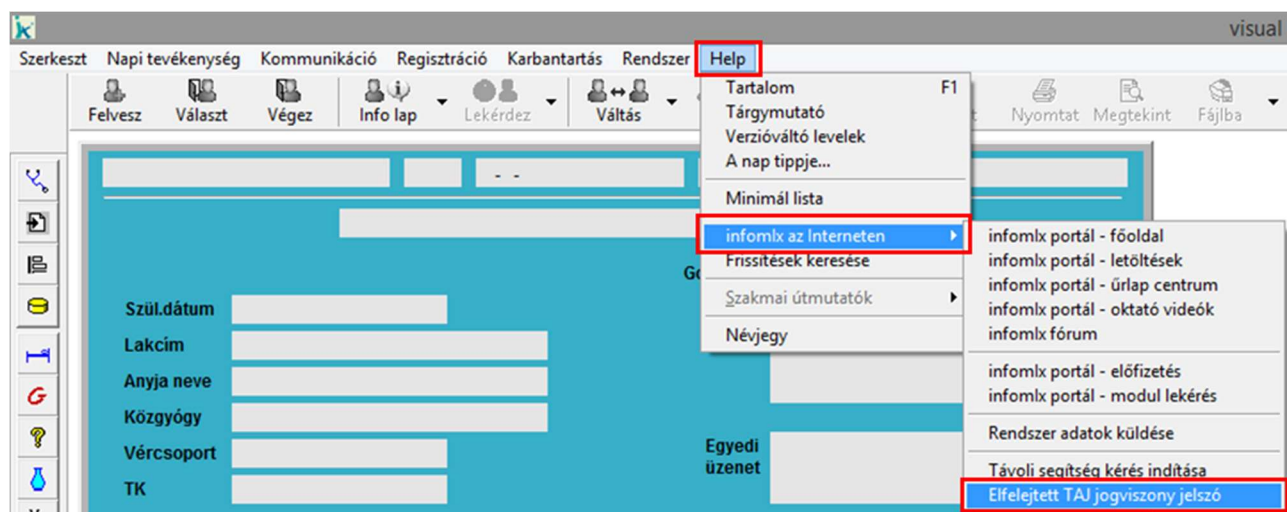 visual
Szerkeszt Napi tevékenység Kommunikáció Regisztráció Karbantartás Rendszer Help
Felvesz Választ Végez Info lap Lekérdez Váltás Nyomtat Megtekint Fájlba
Tartalom F1
Tárgymutató
Verzióváltó levelek
A nap tippje...
Minimál lista
infomix az Interneten
Frissítések keresése
Szakmai útmutatók
Névjegy
infomix portál - főoldal
infomix portál - letöltések
infomix portál - űrlap centrum
infomix portál - oktató videók
infomix fórum
infomix portál - előfizetés
infomix portál - modul lekérés
Rendszer adatok küldése
Távoli segítség kérés indítása
Elfelejtett TAJ jogviszony jelszó
- -
Szül.dátum
Lakcím
Anyja neve
Közgyógy
Vércsoport
TK
Egyedi
üzenet
G